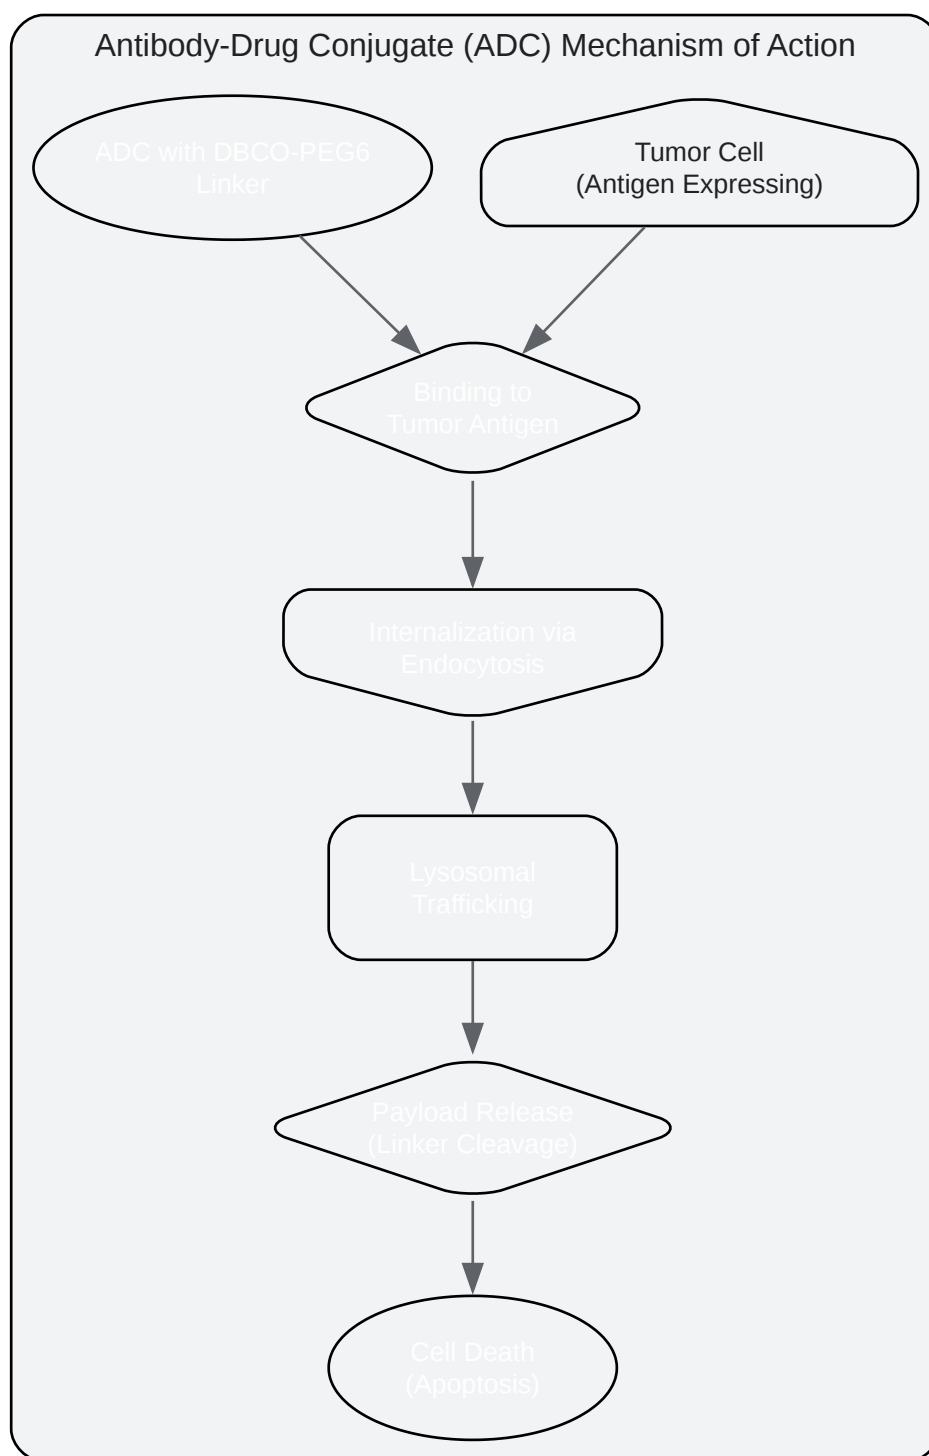 Antibody-Drug Conjugate (ADC) Mechanism of Action
ADC with DBCO-PEG6
Linker
Tumor Cell
(Antigen Expressing)
Binding to
Tumor Antigen
Internalization via
Endocytosis
Lysosomal
Trafficking
Payload Release
(Linker Cleavage)
Cell Death
(Apoptosis)